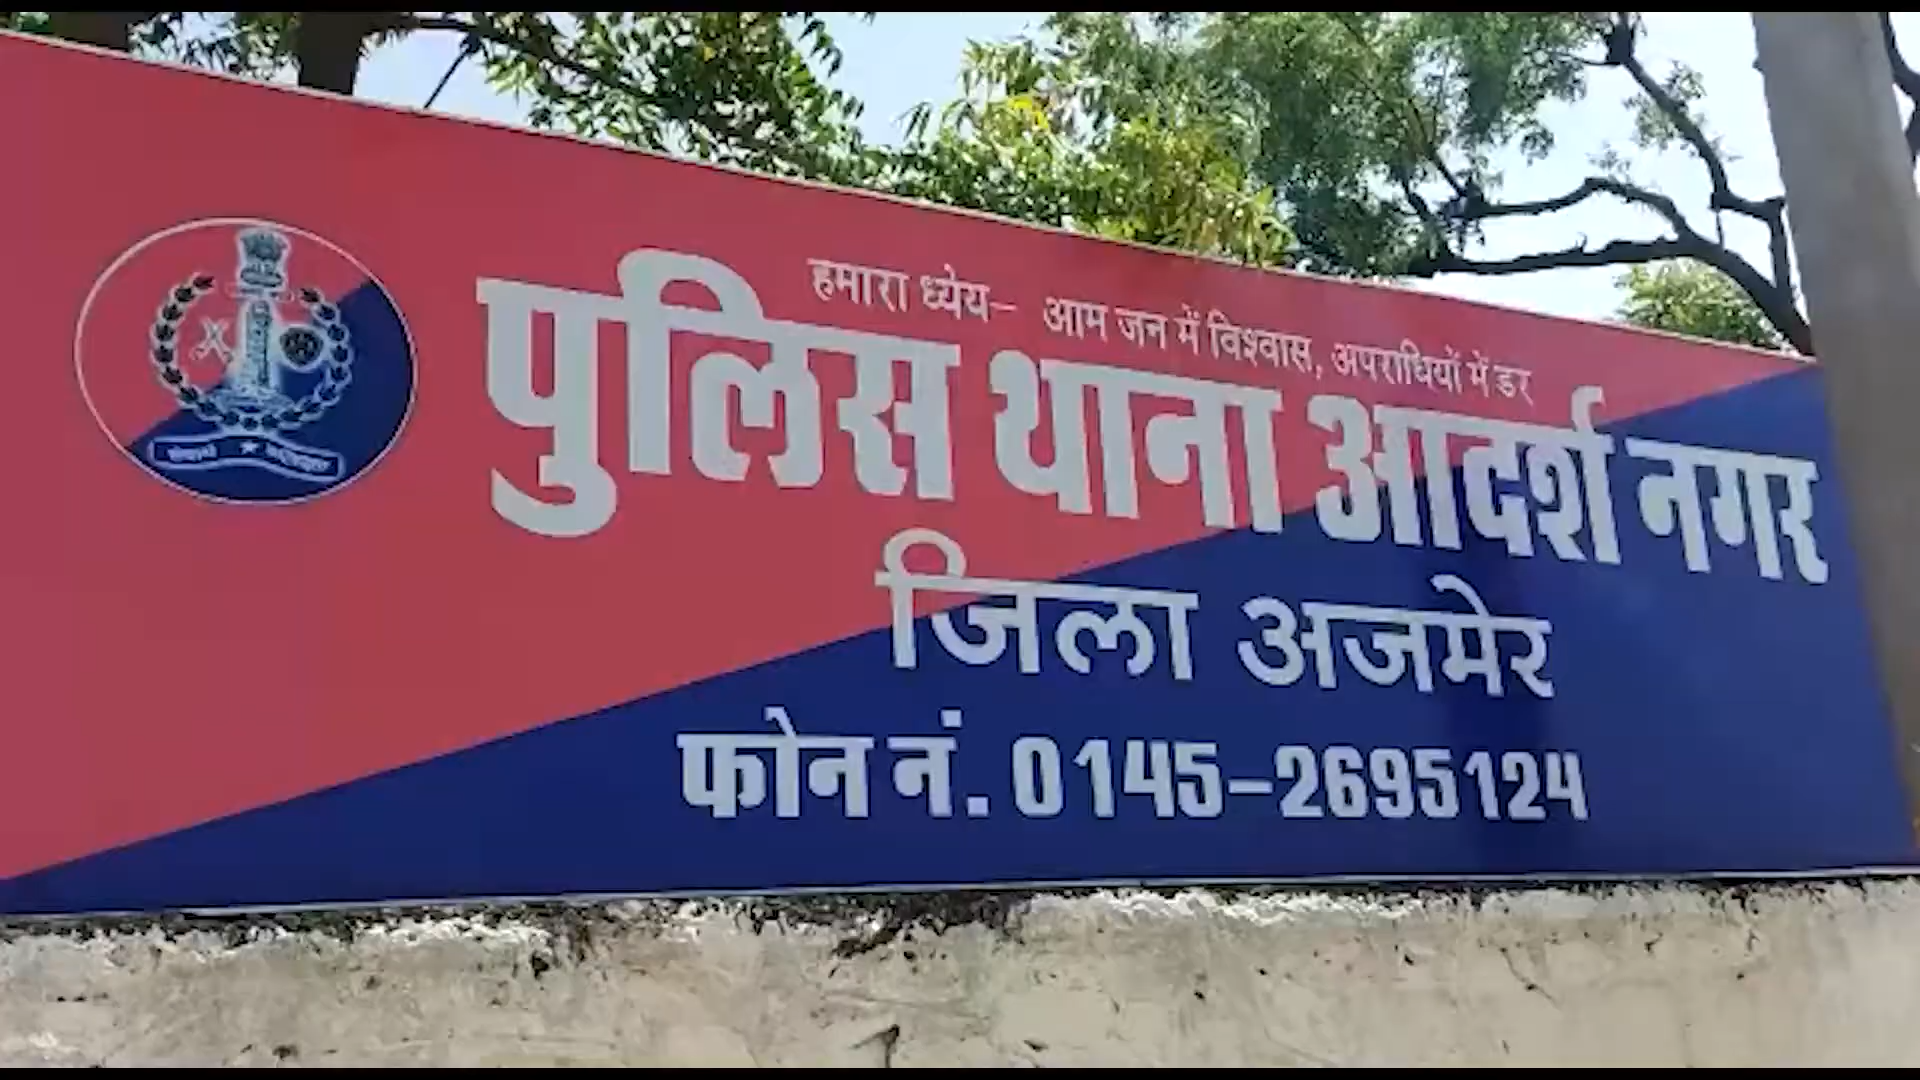 हमारा ध्येय- आम जन में विश्वास, अपराधियों में डर
पुलिस थाना आदर्श नगर
जिला अजमेर
फोन नं. 0145-2695124